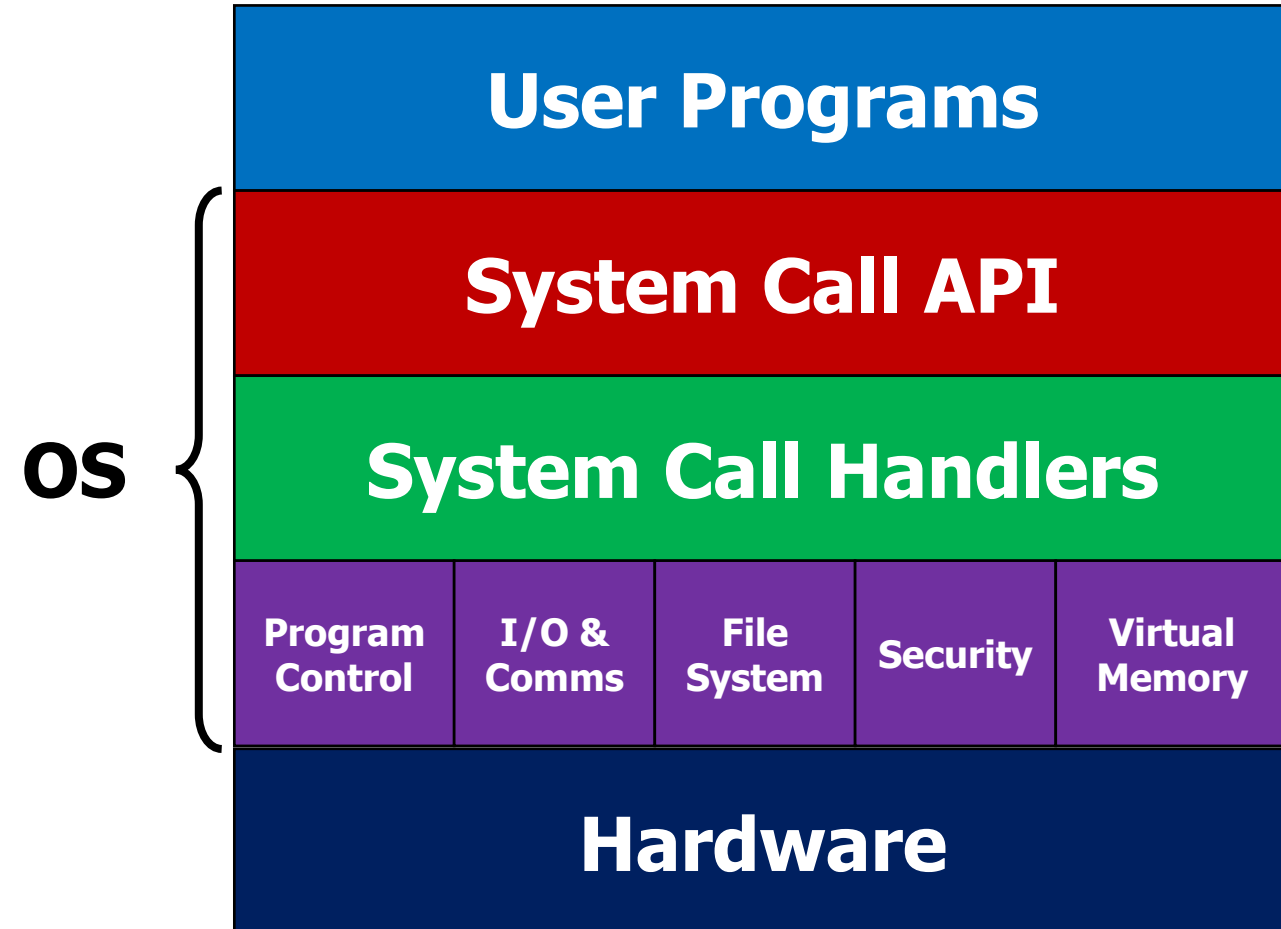 User Programs
System Call API
OS
System Call Handlers
Program
Control
I/O &
Comms
File
System
Security
Virtual
Memory
Hardware